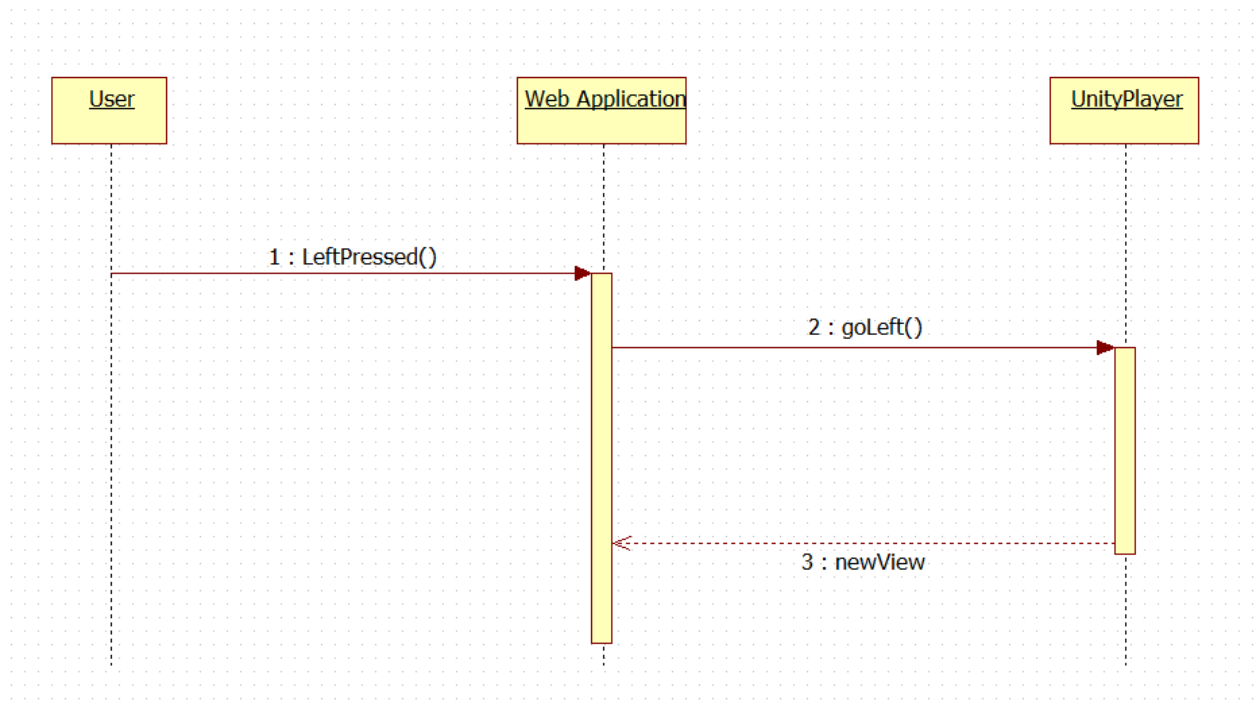 User
Web Application
UnityPlayer
1 : LeftPressed()
2 : goLeft()
3 : newView